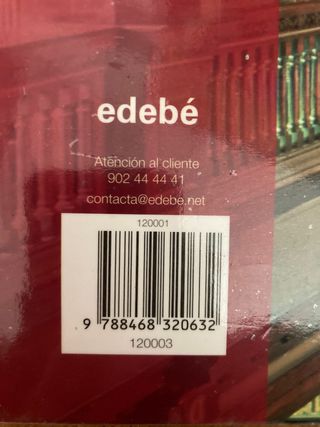 edebé
Atención al cliente
902 44 44 41
contacta@edebe.net
120001
9 788468 320632
120003